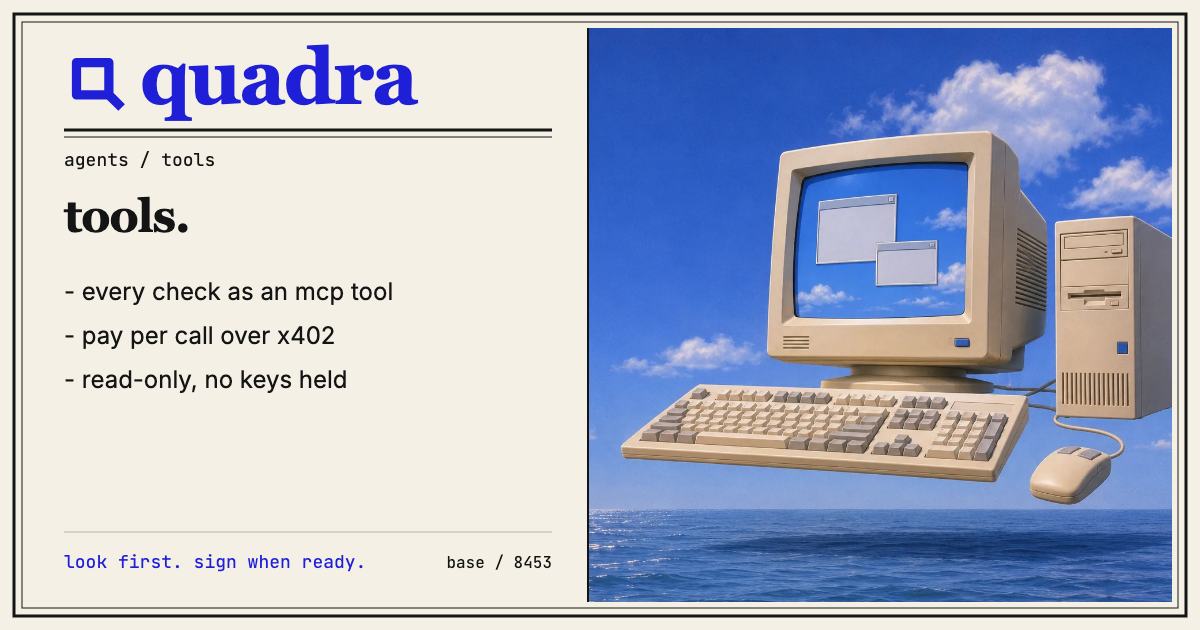 quadra
agents / tools
tools.
- every check as an mcp tool
- pay per call over x402
- read-only, no keys held
look first. sign when ready.
base / 8453